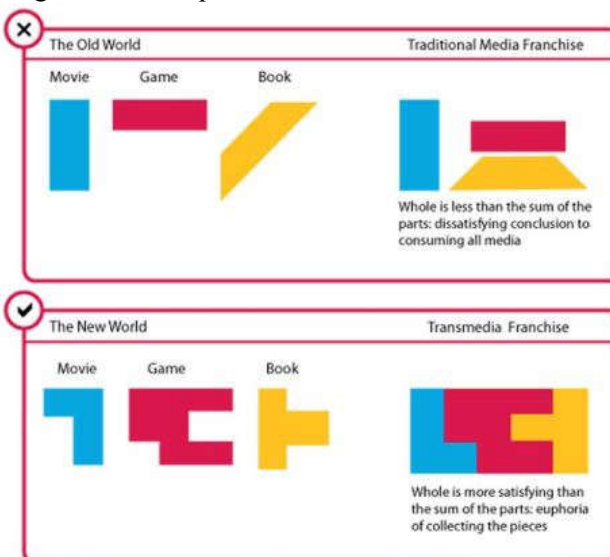 The Old World
Traditional Media Franchise
Movie
Game
Book
Whole is less than the sum of the
parts: dissatisfying conclusion to
consuming all media
The New World
Transmedia Franchise
Movie
Game
Book
Whole is more satisfying than
the sum of the parts: euphoria
of collecting the pieces